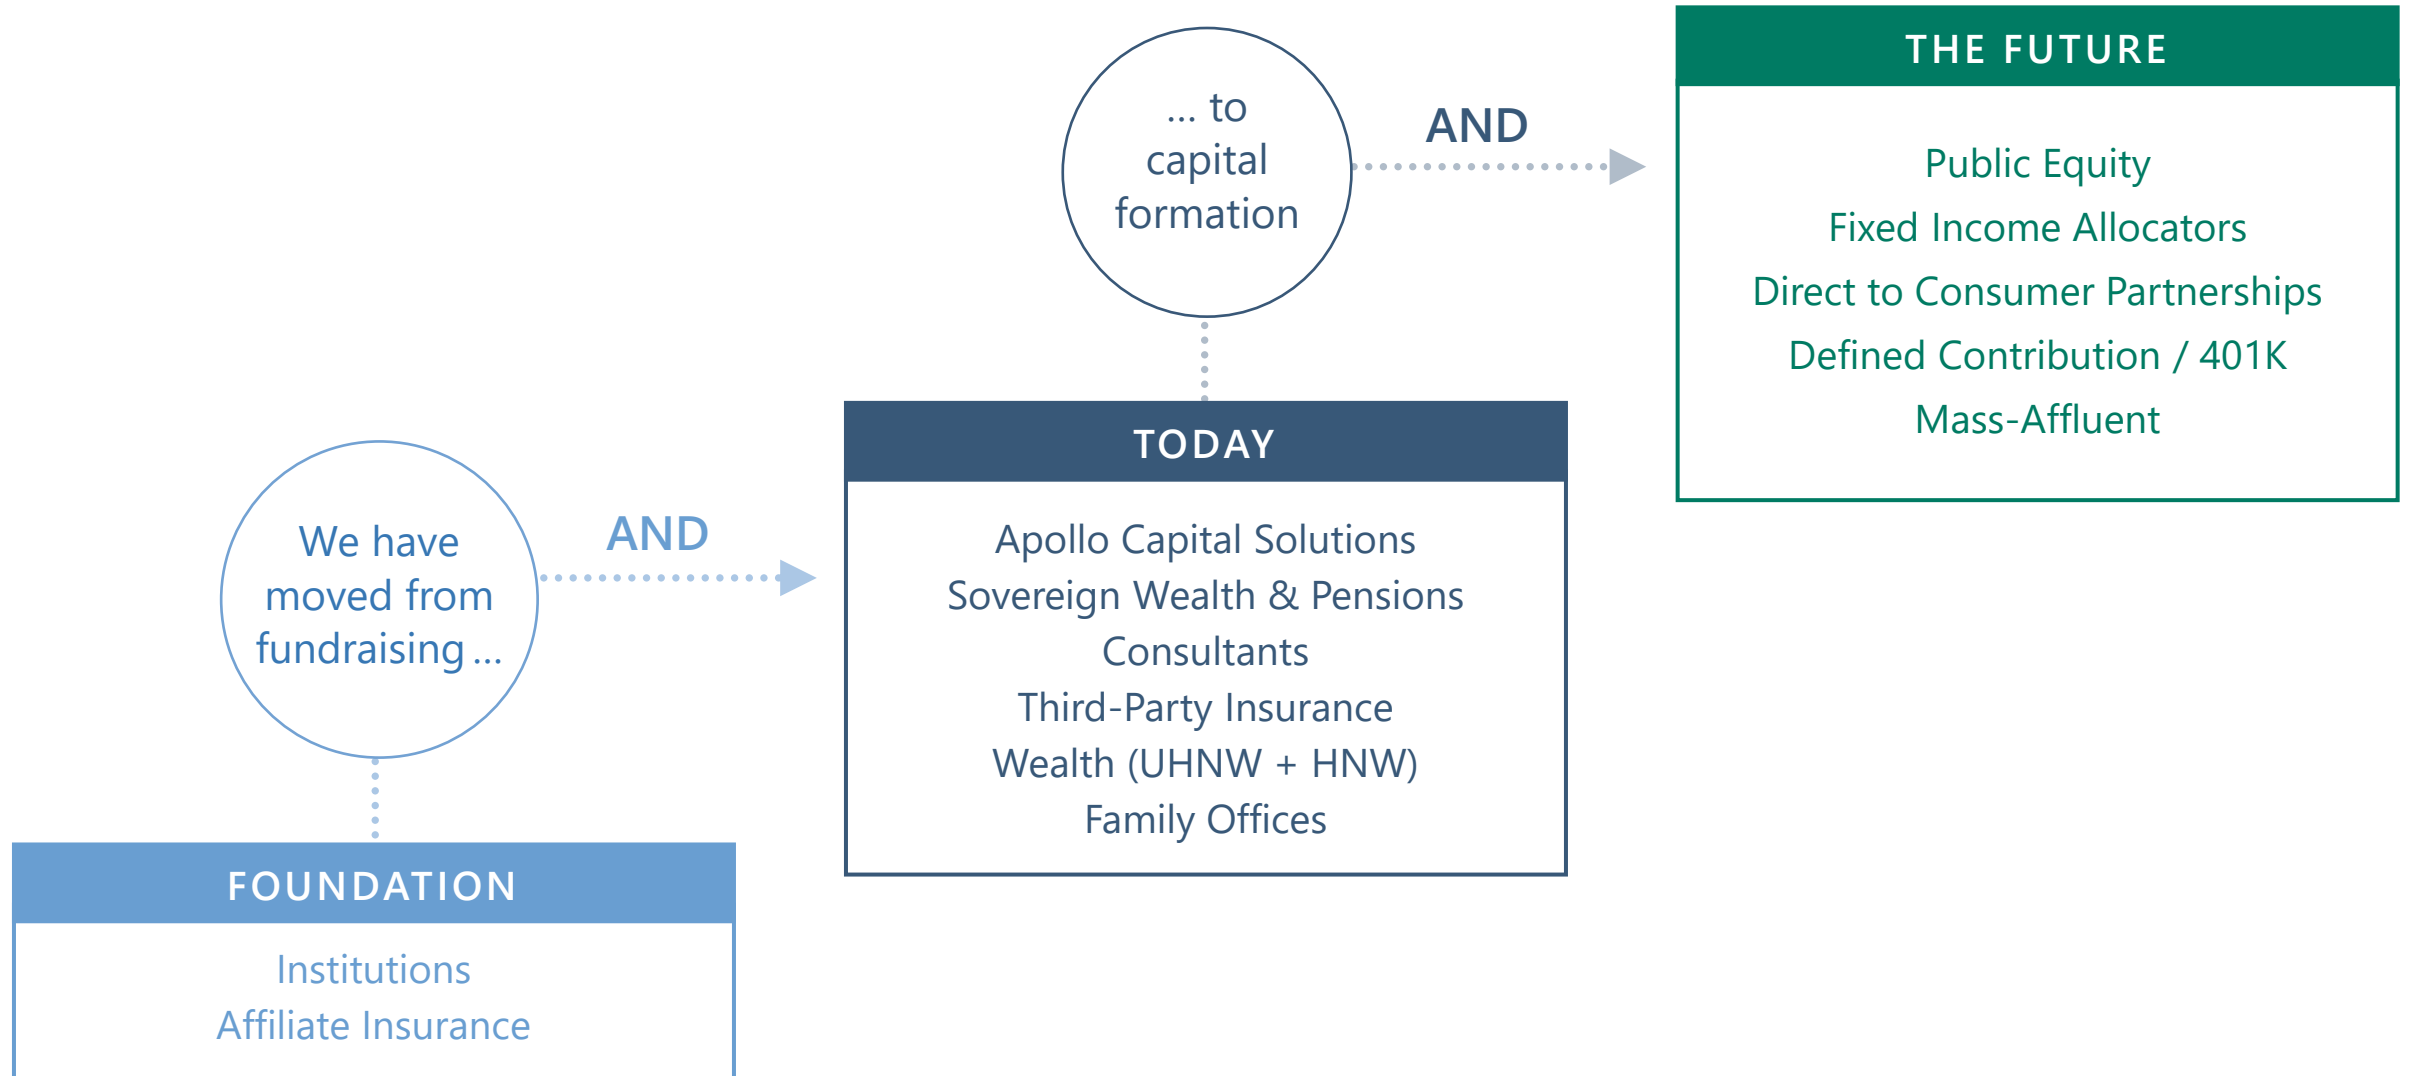 We have
moved from
fundraising ...
AND
FOUNDATION
Institutions
Affiliate Insurance
... to
capital
formation
AND
TODAY
Apollo Capital Solutions
Sovereign Wealth & Pensions
Consultants
Third-Party Insurance
Wealth (UHNW + HNW)
Family Offices
THE FUTURE
Public Equity
Fixed Income Allocators
Direct to Consumer Partnerships
Defined Contribution / 401K
Mass-Affluent